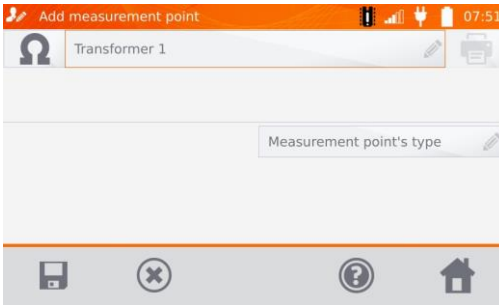 Add measurement point 07:51
Ω Transformer 1
Measurement point's type